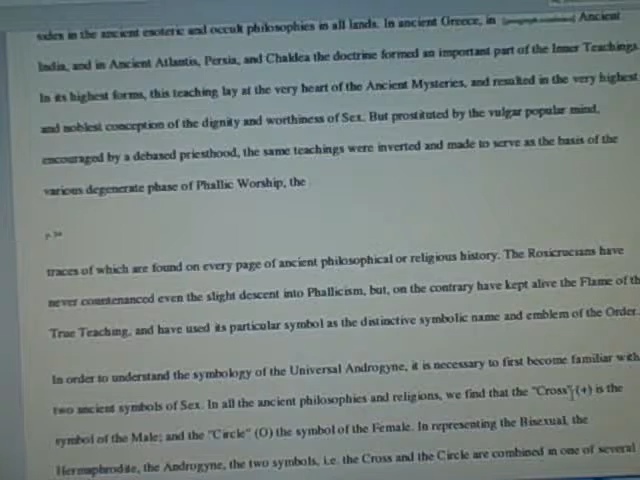 sides in the ancient esoteric and occult philosophies in all lands. In ancient Greece, in [paragraph continues] Ancient
India, and in Ancient Atlantis, Persia, and Chaldea the doctrine formed an important part of the Inner Teachings.
In its highest forms, this teaching lay at the very heart of the Ancient Mysteries, and resulted in the very highest
and noblest conception of the dignity and worthiness of Sex. But prostituted by the vulgar popular mind,
encouraged by a debased priesthood, the same teachings were inverted and made to serve as the basis of the
various degenerate phase of Phallic Worship, the
traces of which are found on every page of ancient philosophical or religious history. The Rosicrucians have
never countenanced even the slight descent into Phallicism, but, on the contrary have kept alive the Flame of th
True Teaching, and have used its particular symbol as the distinctive symbolic name and emblem of the Order.
In order to understand the symbology of the Universal Androgyne, it is necessary to first become familiar with
two ancient symbols of Sex. In all the ancient philosophies and religions, we find that the "Cross" (+) is the
symbol of the Male; and the "Circle" (O) the symbol of the Female. In representing the Bisexual, the
Hermaphrodite, the Androgyne, the two symbols, i.e. the Cross and the Circle are combined in one of several